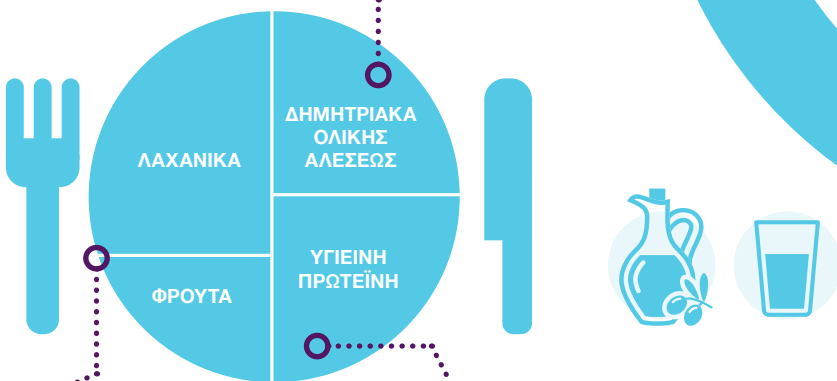 ΛΑΧΑΝΙΚΑ
ΔΗΜΗΤΡΙΑΚΑ
ΟΛΙΚΗΣ
ΑΛΕΣΕΩΣ
ΦΡΟΥΤΑ
ΥΓΙΕΙΝΗ
ΠΡΩΤΕΪΝΗ